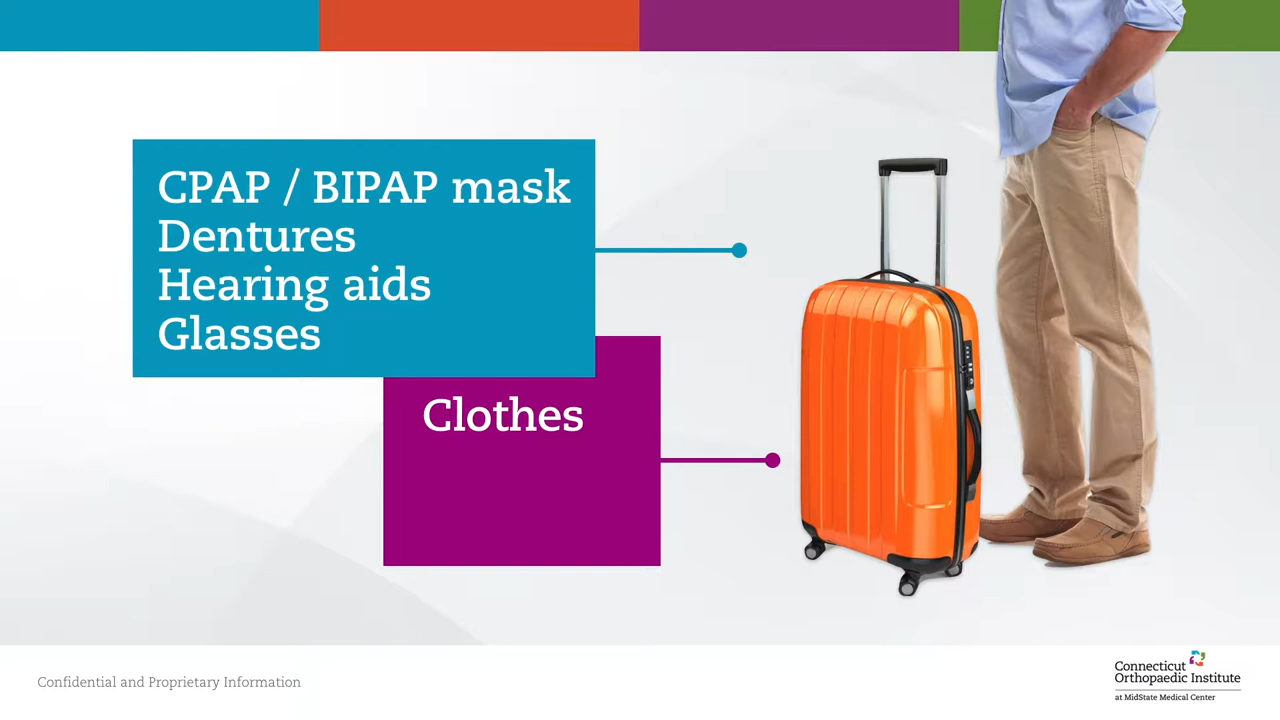 CPAP / BIPAP mask
Dentures
Hearing aids
Glasses
Clothes
Confidential and Proprietary Information
Connecticut
Orthopaedic Institute
at MidState Medical Center